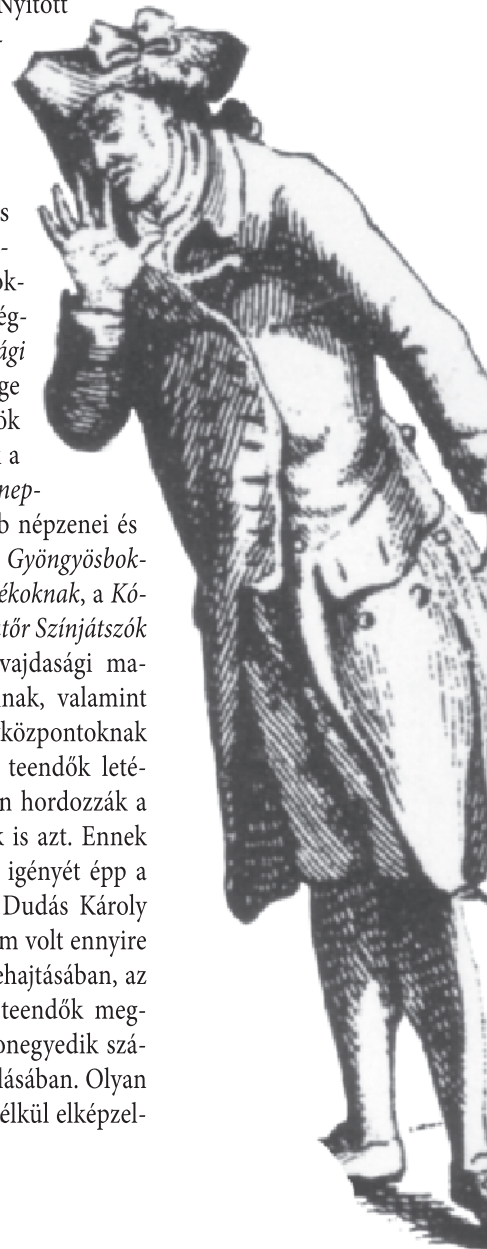 Nyitott
-
s
-
ok-
ég-
ági
ge
ök
a
nep-
b népzenei és
Gyöngyösbok-
ékoknak, a Kó-
tőr Színjátszók
vajdasági ma-
nak, valamint
központoknak
teendők leté-
n hordozzák a
k is azt. Ennek
igényét épp a
Dudás Károly
m volt ennyire
ehajtásában, az
teendők meg-
onegyedik szá-
lásában. Olyan
élkül elképzel-